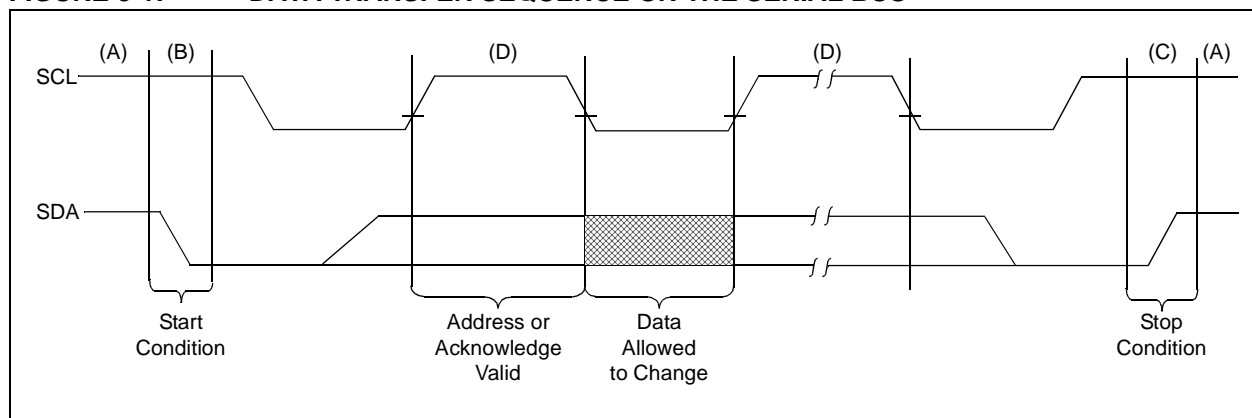 (A) (B) (D) (D) (C) (A)
SCL
SDA
Start
Condition
Address or
Acknowledge
Valid
Data
Allowed
to Change
Stop
Condition